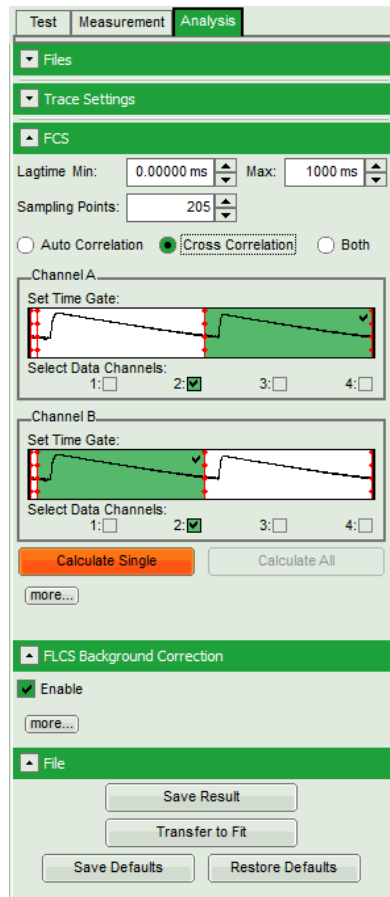 Test Measurement Analysis
Files
Trace Settings
FCS
Lagtime Min: 0.00000 ms Max: 1000 ms
Sampling Points: 205
Auto Correlation Cross Correlation Both
Channel A
Set Time Gate:
Select Data Channels:
1: 2: 3: 4:
Channel B
Set Time Gate:
Select Data Channels:
1: 2: 3: 4:
Calculate Single Calculate All
more...
FLCS Background Correction
Enable
more...
File
Save Result
Transfer to Fit
Save Defaults Restore Defaults